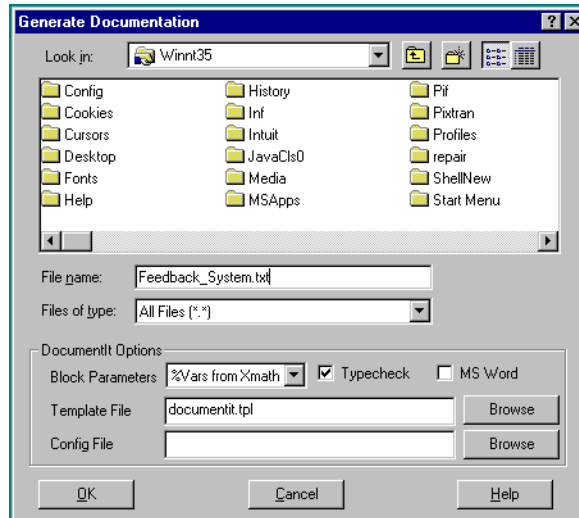 Generate Documentation
Look in: Winnt35
Config History Pif
Cookies Inf Pixtran
Cursors Intuit Profiles
Desktop JavaCls0 repair
Fonts Media ShellNew
Help MSApps Start Menu
File name: Feedback_System.txt
Files of type: All Files (*.*)
DocumentIt Options
Block Parameters %Vars from Xmath Typecheck MS Word
Template File documentit.tpl Browse
Config File Browse
OK Cancel Help